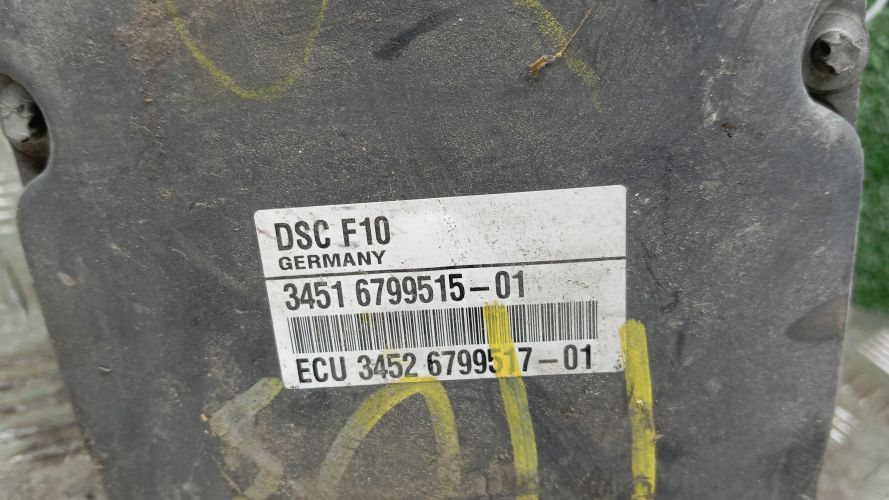 DSC F10
GERMANY
3451 6799515-01
ECU 3452 6799517-01